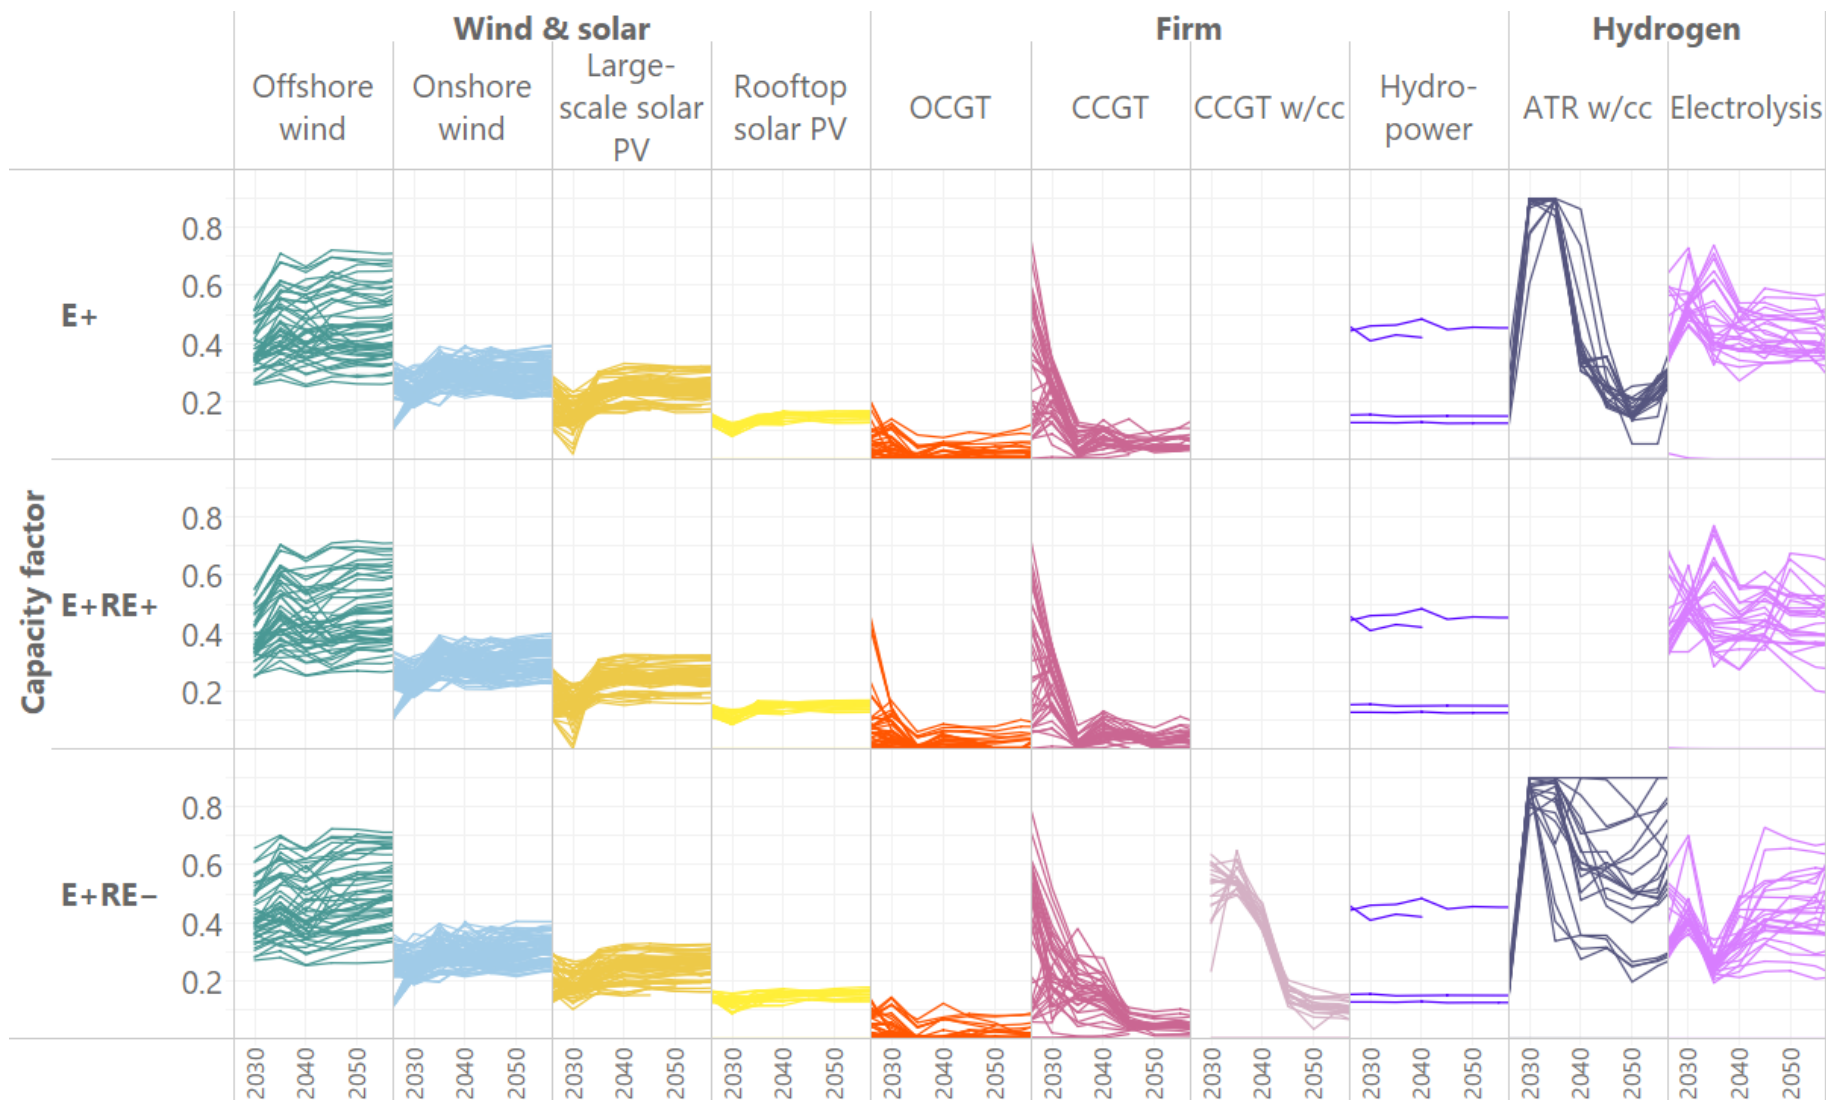 Wind & solar
Firm
Hydrogen
Offshore
wind
Onshore
wind
Large-
scale solar
PV
Rooftop
solar PV
OCGT
CCGT
CCGT w/cc
Hydro-
power
ATR w/cc
Electrolysis
Capacity factor
E+
0.8
0.6
0.4
0.2
E+RE+
0.8
0.6
0.4
0.2
E+RE−
0.8
0.6
0.4
0.2
2030 2040 2050 2030 2040 2050 2030 2040 2050 2030 2040 2050 2030 2040 2050 2030 2040 2050 2030 2040 2050 2030 2040 2050 2030 2040 2050 2030 2040 2050